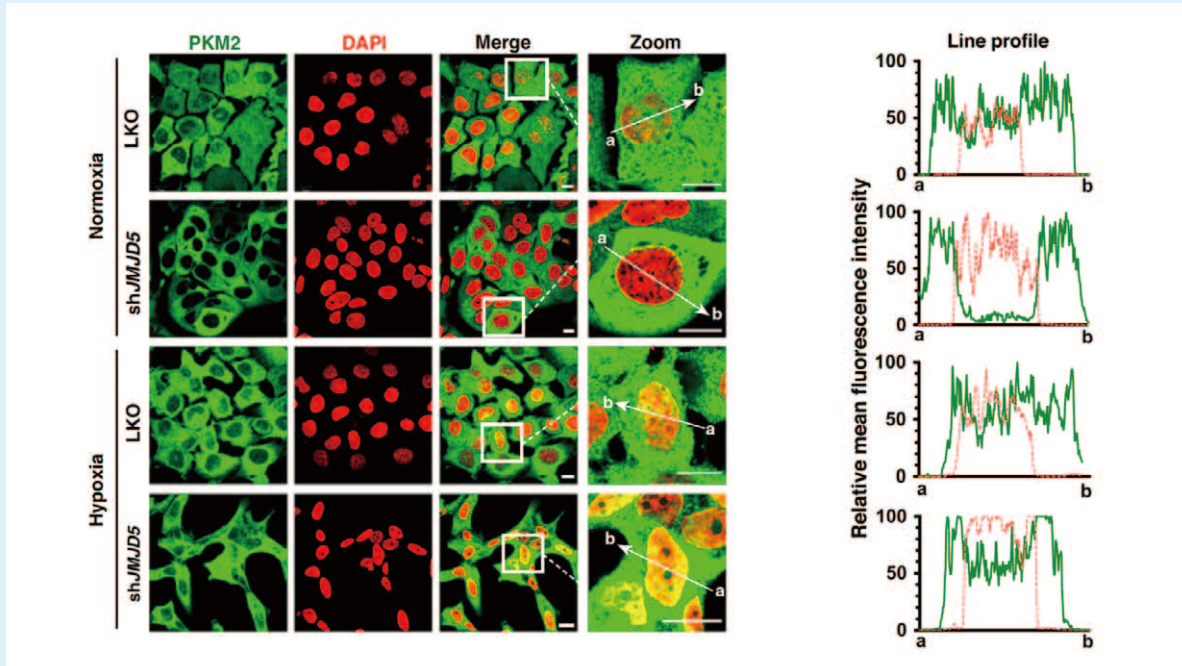 PKM2 DAPI Merge Zoom Line profile
Normoxia
LKO
a b
100
50
0
a b
shJMJD5
a b
100
50
0
a b
Relative mean fluorescence intensity
Hypoxia
LKO
b a
100
50
0
a b
shJMJD5
b a
100
50
0
a b